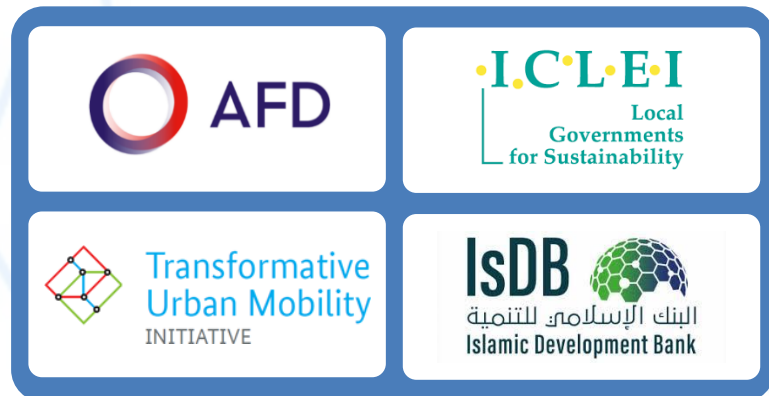 AFD
I.C.L.E.I
Local
Governments
for Sustainability
Transformative
Urban Mobility
INITIATIVE
IsDB
البنك الإسلامي للتنمية
Islamic Development Bank